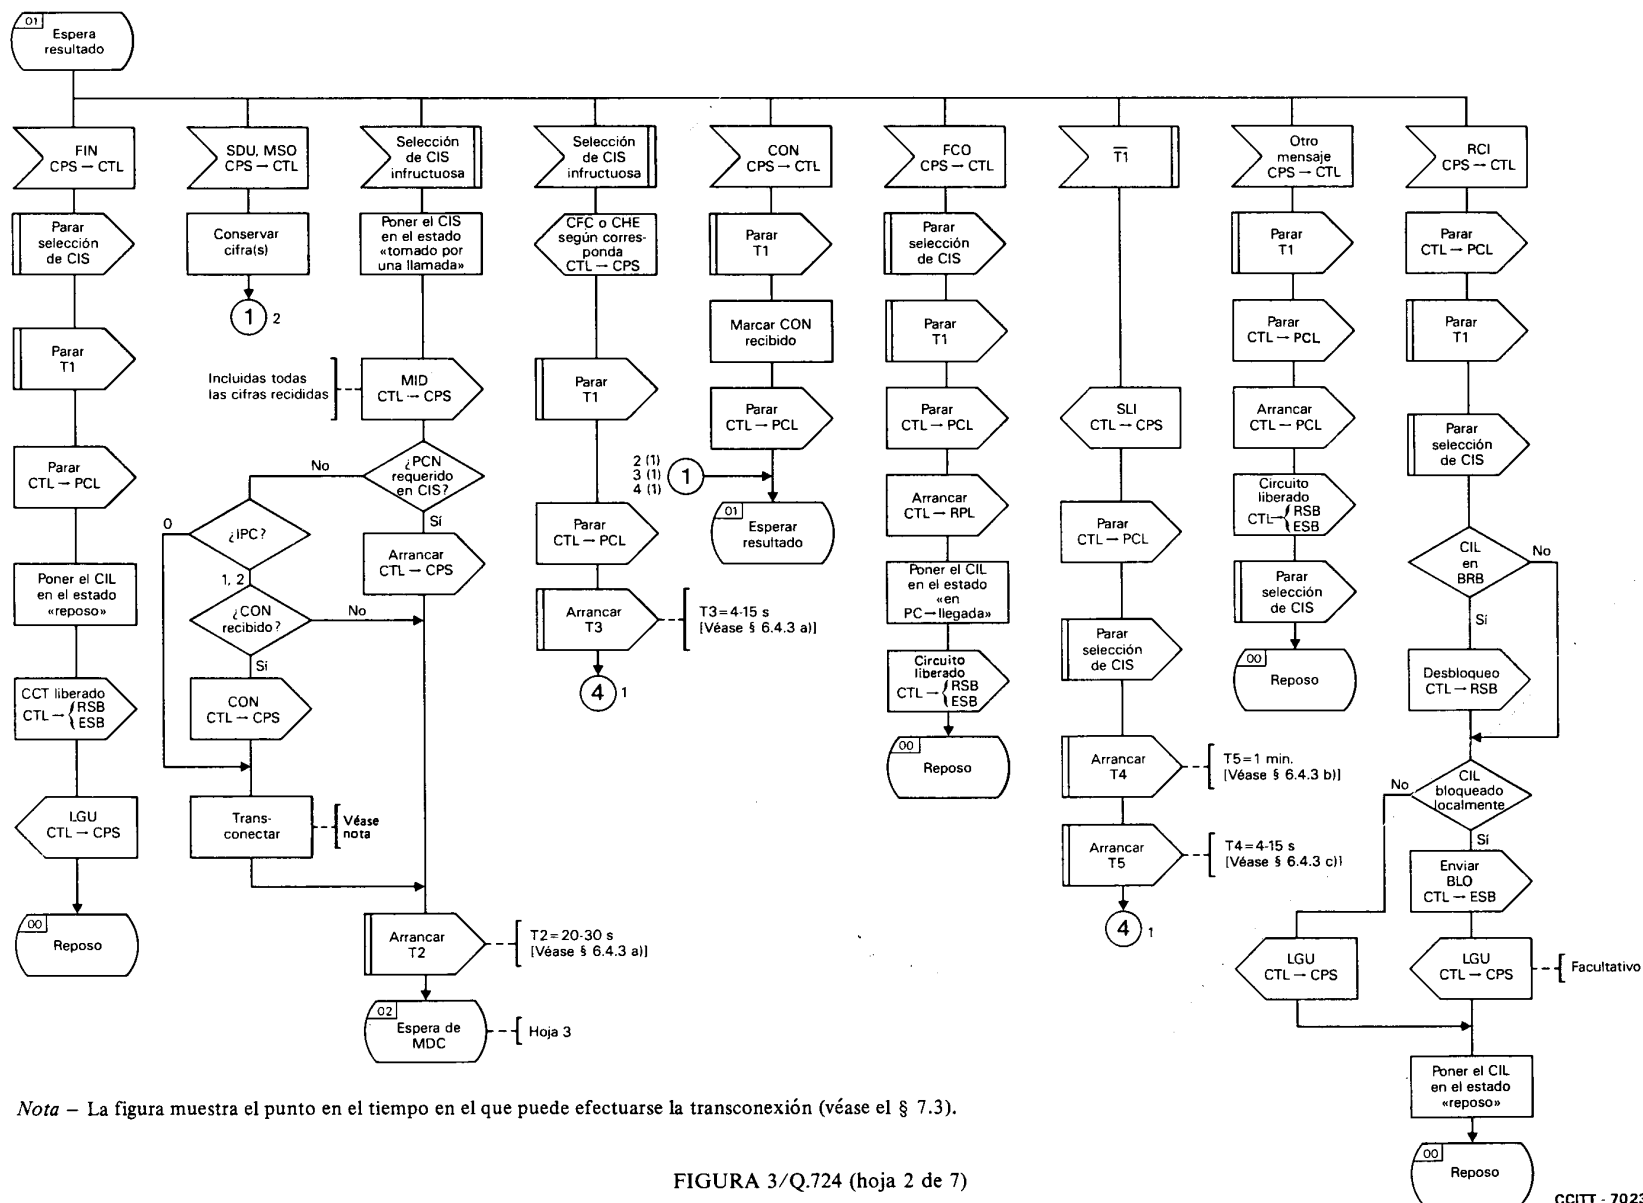 01
Espera
resultado
FIN
CPS → CTL
Parar
selección
de CIS
Parar
T1
Parar
CTL → PCL
Poner el CIL
en el estado
«reposo»
CCT liberado
CTL → { RSB
ESB
LGU
CTL → CPS
00
Reposo
SDU, MSO
CPS → CTL
Conservar
cifra(s)
1 2
Selección
de CIS
infructuosa
Poner el CIS
en el estado
«tomado por
una llamada»
Incluidas todas
las cifras recididas
MID
CTL → CPS
¿PCN
requerido
en CIS?
No
Sí
¿IPC?
0
1, 2
Arrancar
CTL → CPS
¿CON
recibido?
No
Sí
CON
CTL → CPS
Trans-
conectar
Véase
nota
Arrancar
T2
T2=20-30 s
[Véase § 6.4.3 a)]
02
Espera de
MDC
Hoja 3
Selección
de CIS
infructuosa
CFC o CHE
según corres-
ponda
CTL → CPS
Parar
T1
Parar
CTL → PCL
Arrancar
T3
T3=4-15 s
[Véase § 6.4.3 a)]
4 1
CON
CPS → CTL
Parar
T1
Marcar CON
recibido
Parar
CTL → PCL
2 (1)
3 (1)
4 (1)
1
01
Esperar
resultado
FCO
CPS → CTL
Parar
selección
de CIS
Parar
T1
Parar
CTL → PCL
Arrancar
CTL → RPL
Poner el CIL
en el estado
«en
PC → llegada»
Circuito
liberado
CTL → { RSB
ESB
00
Reposo
T̅1
SLI
CTL → CPS
Parar
CTL → PCL
Parar
selección
de CIS
Arrancar
T4
T5=1 min.
[Véase § 6.4.3 b)]
Arrancar
T5
T4=4-15 s
[Véase § 6.4.3 c)]
4 1
Otro
mensaje
CPS → CTL
Parar
T1
Parar
CTL → PCL
Arrancar
CTL → PCL
Circuito
liberado
CTL → { RSB
ESB
Parar
selección
de CIS
00
Reposo
RCI
CPS → CTL
Parar
CTL → PCL
Parar
T1
Parar
selección
de CIS
CIL
en
BRB
No
Sí
Desbloqueo
CTL → RSB
CIL
bloqueado
localmente
No
Sí
Enviar
BLO
CTL → ESB
LGU
CTL → CPS
LGU
CTL → CPS
Facultativo
Poner el CIL
en el estado
«reposo»
00
Reposo
Nota – La figura muestra el punto en el tiempo en el que puede efectuarse la transconexión (véase el § 7.3).
FIGURA 3/Q.724 (hoja 2 de 7)
CCITT - 7023